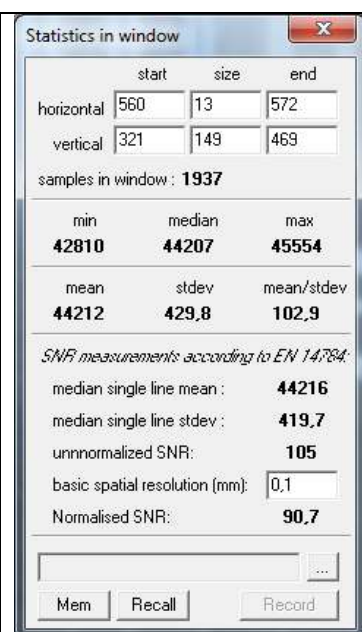 Statistics in window
start size end
horizontal 560 13 572
vertical 321 149 469
samples in window : 1937
min median max
42810 44207 45554
mean stdev mean/stdev
44212 429,8 102,9
SNR measurements according to EN 14784:
median single line mean : 44216
median single line stdev : 419,7
unnnormalized SNR: 105
basic spatial resolution (mm): 0,1
Normalised SNR: 90,7
...
Mem Recall Record